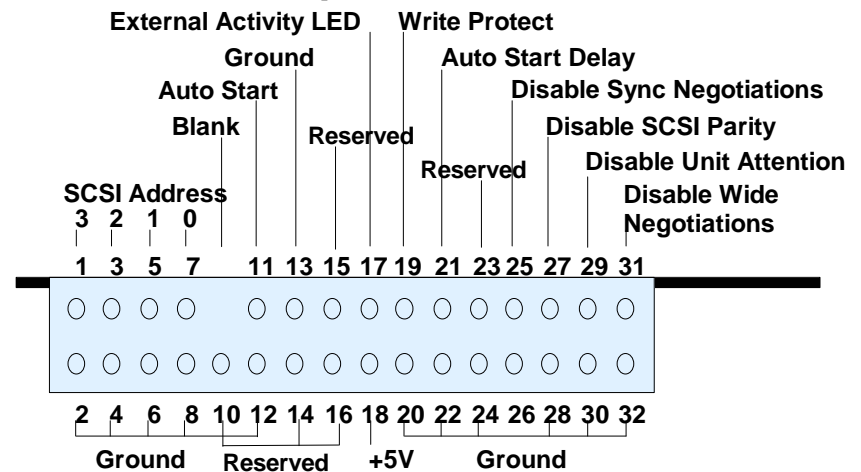 External Activity LED Write Protect
Ground Auto Start Delay
Auto Start Disable Sync Negotiations
Blank Reserved Disable SCSI Parity
Reserved Disable Unit Attention
SCSI Address Disable Wide
3 2 1 0 Negotiations
1 3 5 7 11 13 15 17 19 21 23 25 27 29 31
2 4 6 8 10 12 14 16 18 20 22 24 26 28 30 32
Ground Reserved +5V Ground